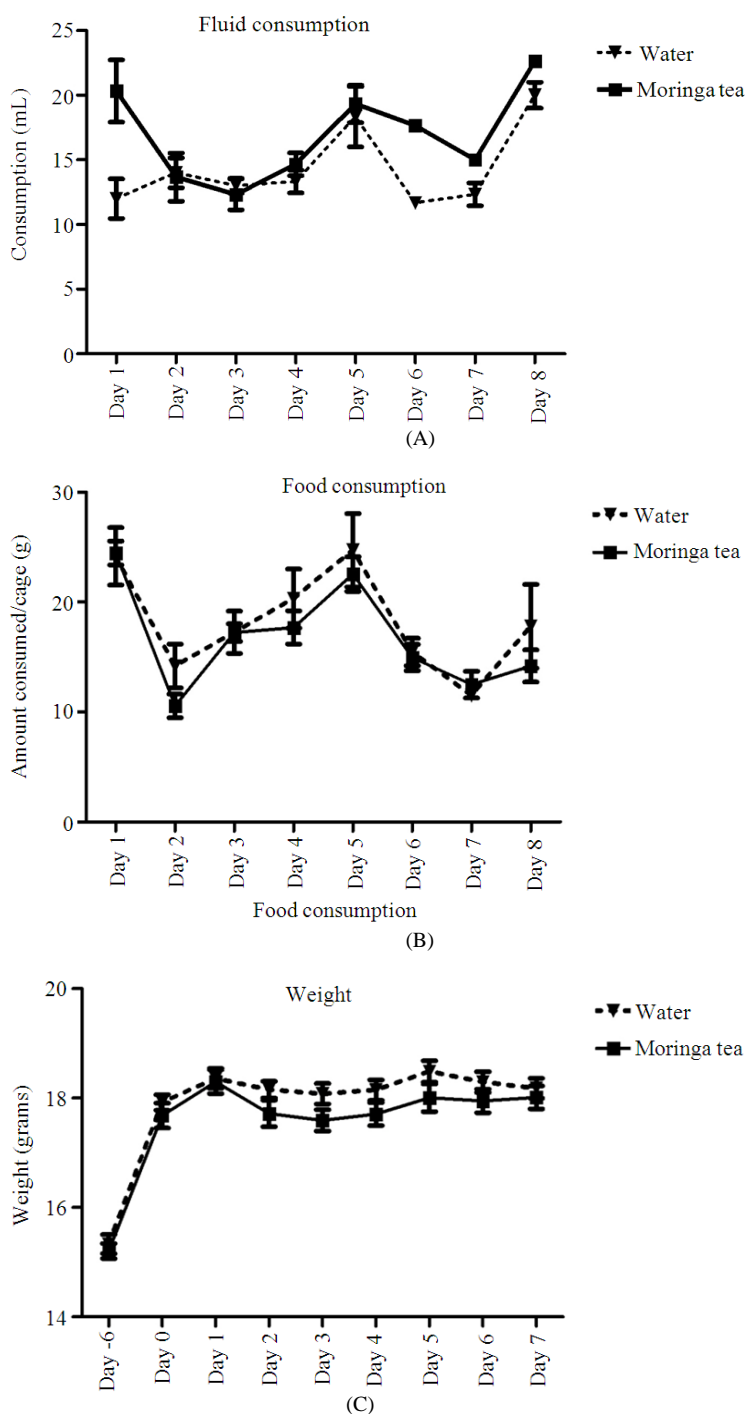 Fluid consumption
Water
Moringa tea
Consumption (mL)
25
20
15
10
5
0
Day 1
Day 2
Day 3
Day 4
Day 5
Day 6
Day 7
Day 8
(A)
Food consumption
Water
Moringa tea
Amount consumed/cage (g)
30
20
10
0
Day 1
Day 2
Day 3
Day 4
Day 5
Day 6
Day 7
Day 8
Food consumption
(B)
Weight
Water
Moringa tea
Weight (grams)
20
18
16
14
Day -6
Day 0
Day 1
Day 2
Day 3
Day 4
Day 5
Day 6
Day 7
(C)